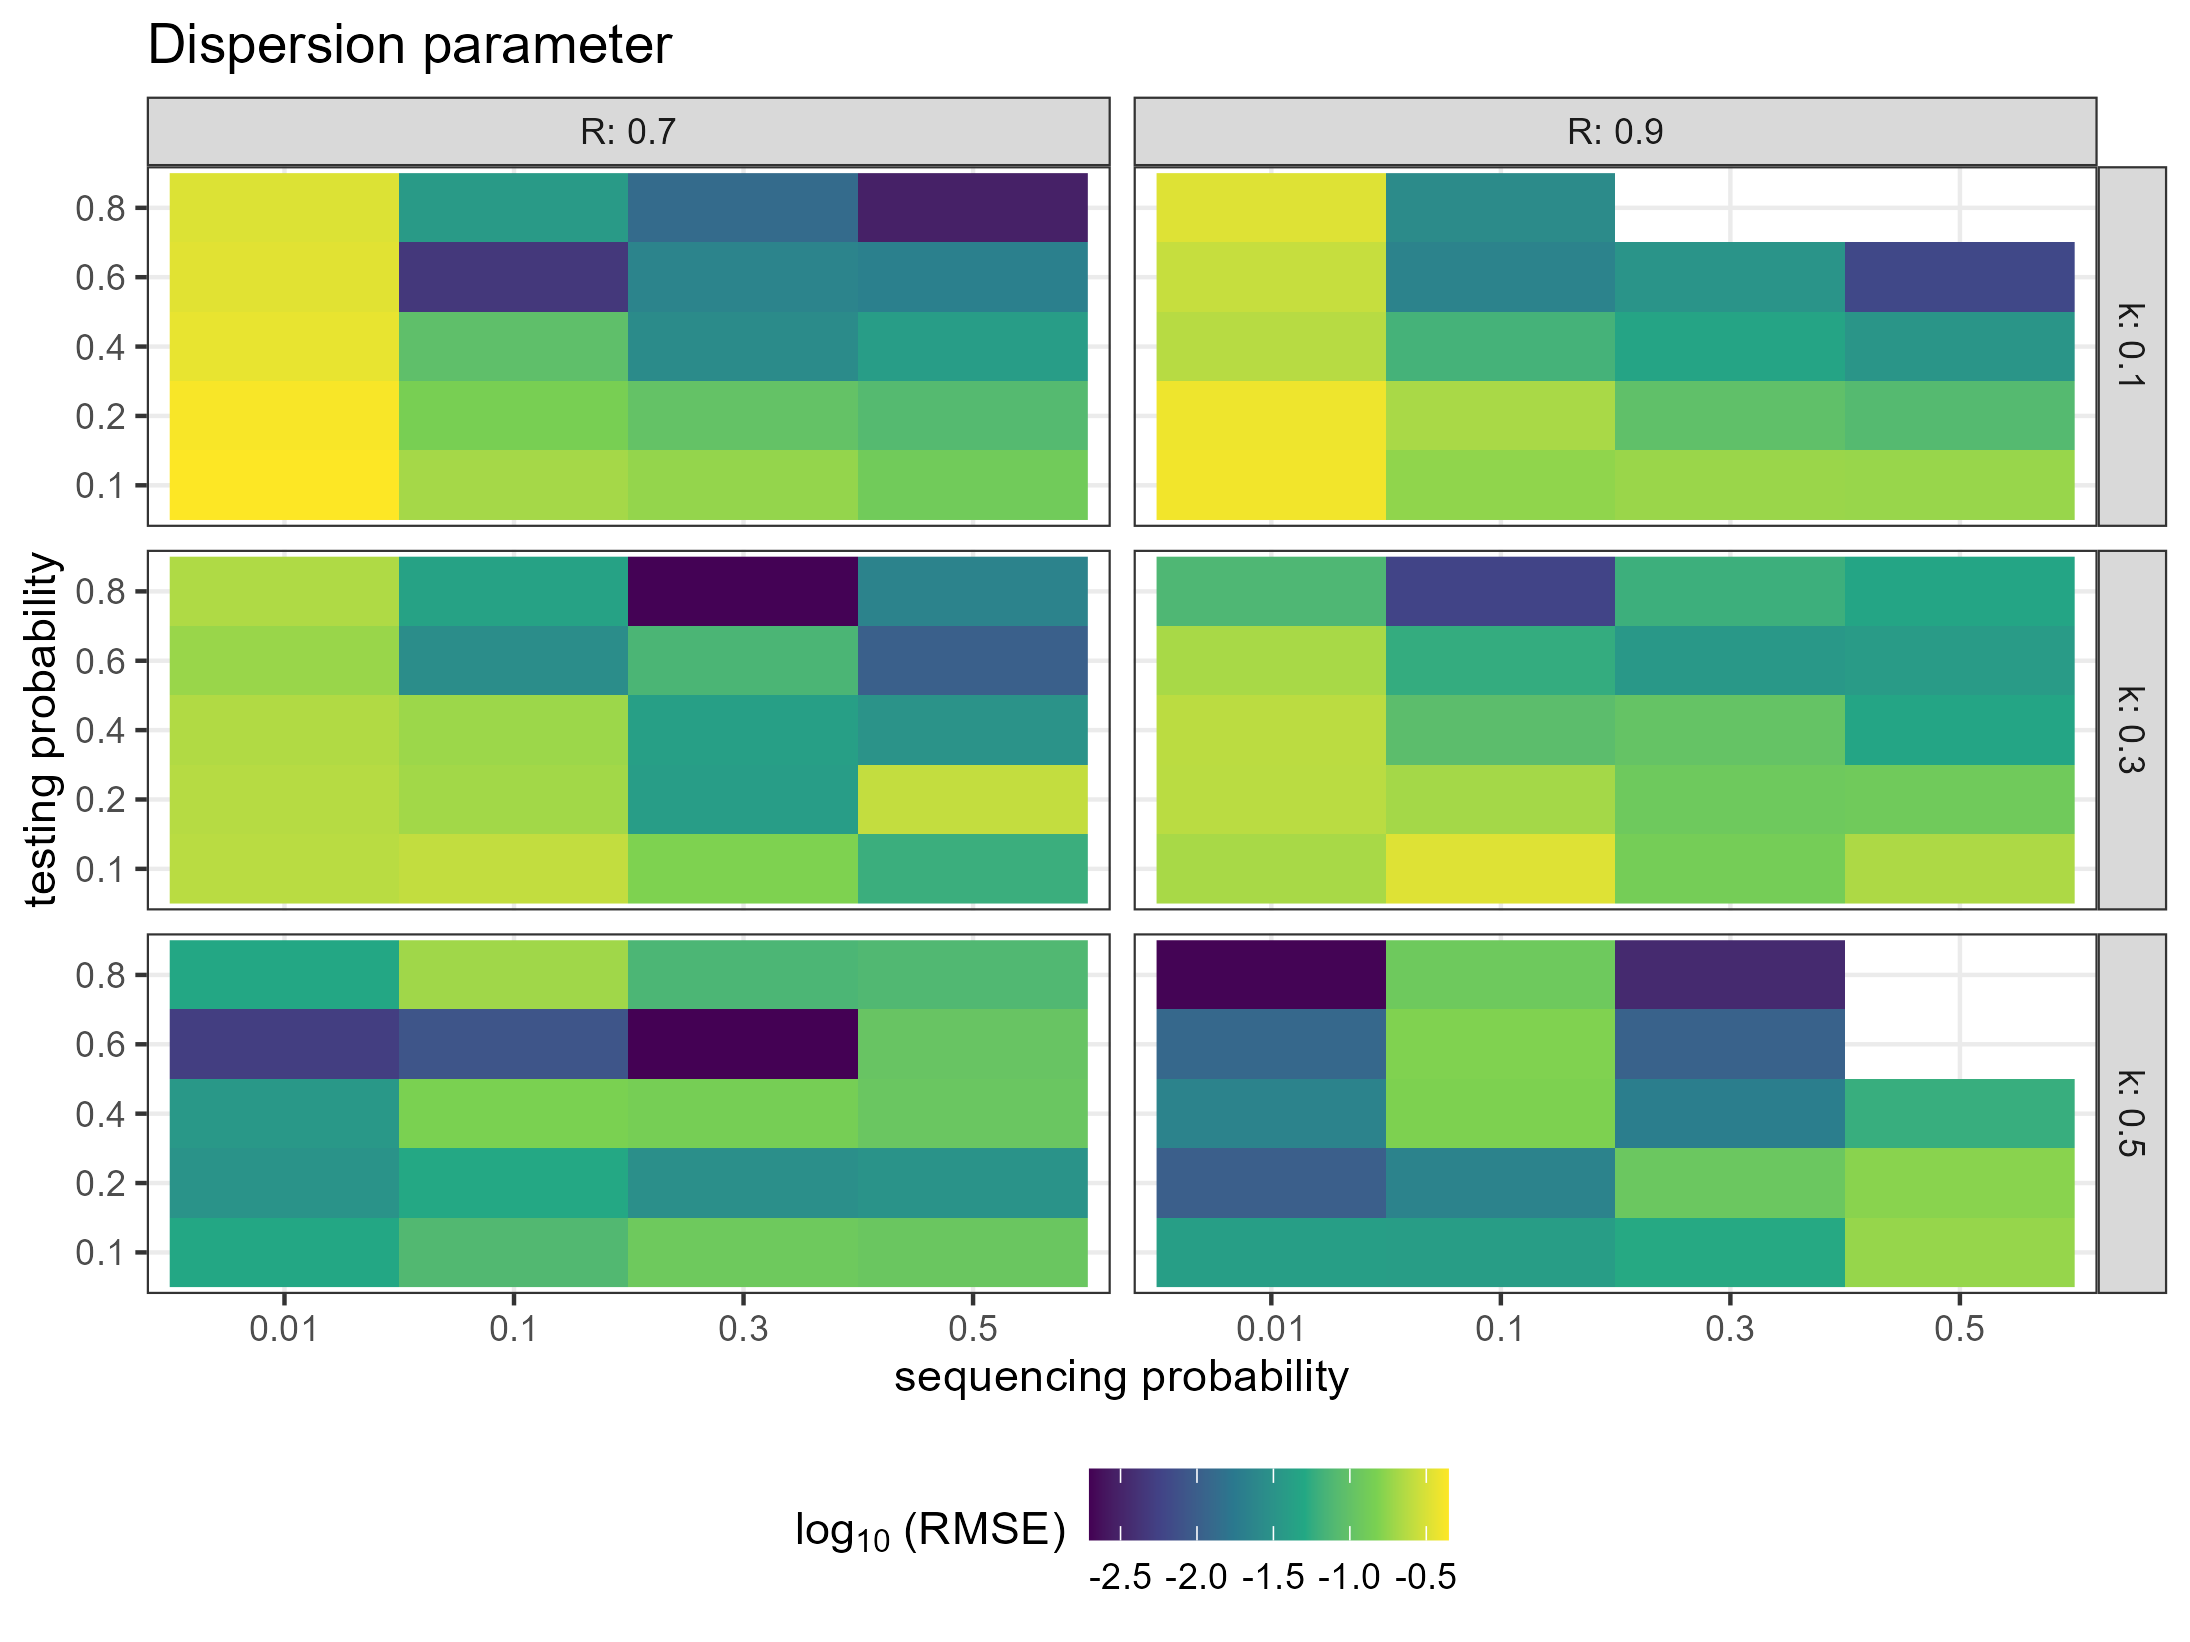 Dispersion parameter
R: 0.7
R: 0.9
0.8
0.6
0.4
0.2
0.1
k: 0.1
testing probability
0.8
0.6
0.4
0.2
0.1
k: 0.3
0.8
0.6
0.4
0.2
0.1
k: 0.5
0.01 0.1 0.3 0.5
0.01 0.1 0.3 0.5
sequencing probability
log₁₀ (RMSE)
-2.5 -2.0 -1.5 -1.0 -0.5